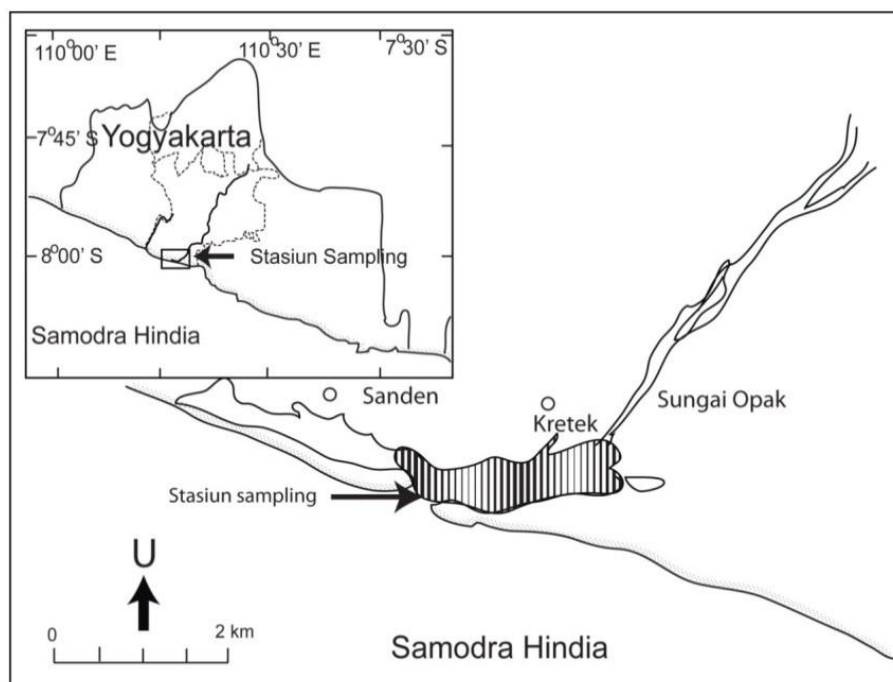 110°00' E
110°30' E
7°30' S
7°45' S
Yogyakarta
8°00' S
Stasiun Sampling
Samodra Hindia
Sanden
Kretek
Sungai Opak
Stasiun sampling
U
0
2 km
Samodra Hindia